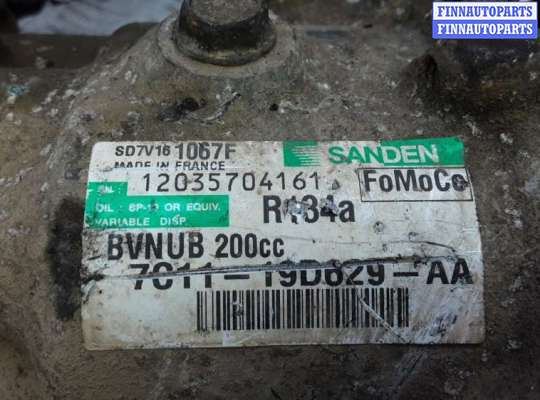 FINNAUTOPARTS
FINNAUTOPARTS
SD7V16 1067F
SANDEN
MADE IN FRANCE
S/N. 12035704161
FoMoCo
OIL : SP-10 OR EQUIV.
VARIABLE DISP.
R134a
BVNUB 200cc
7C11-19D629-AA